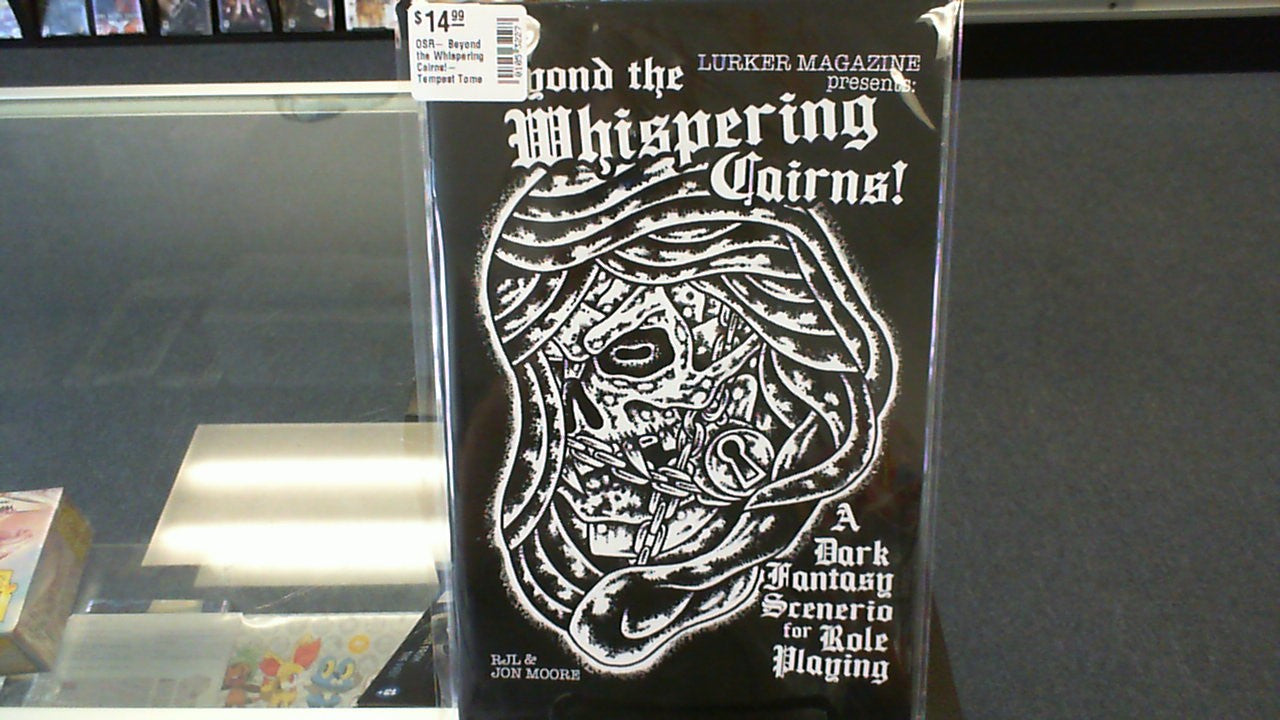 $14.99
OSR— Beyond
the Whispering
Cairns!—
Tempest Tome
yond the
LURKER MAGAZINE
presents:
Whispering
Cairns!
A
Dark
Fantasy
Scenerio
for Role
Playing
RJL &
JON MOORE